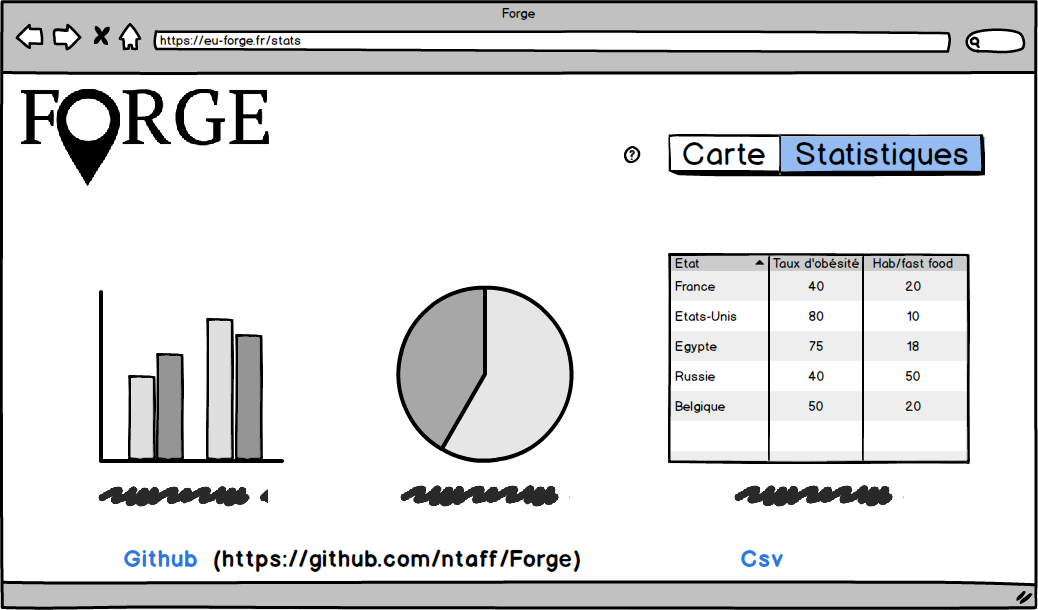 Forge
https://eu-forge.fr/stats
FORGE
?
Carte Statistiques
Etat Taux d'obésité Hab/fast food
France 40 20
Etats-Unis 80 10
Egypte 75 18
Russie 40 50
Belgique 50 20
Github (https://github.com/ntaff/Forge) Csv